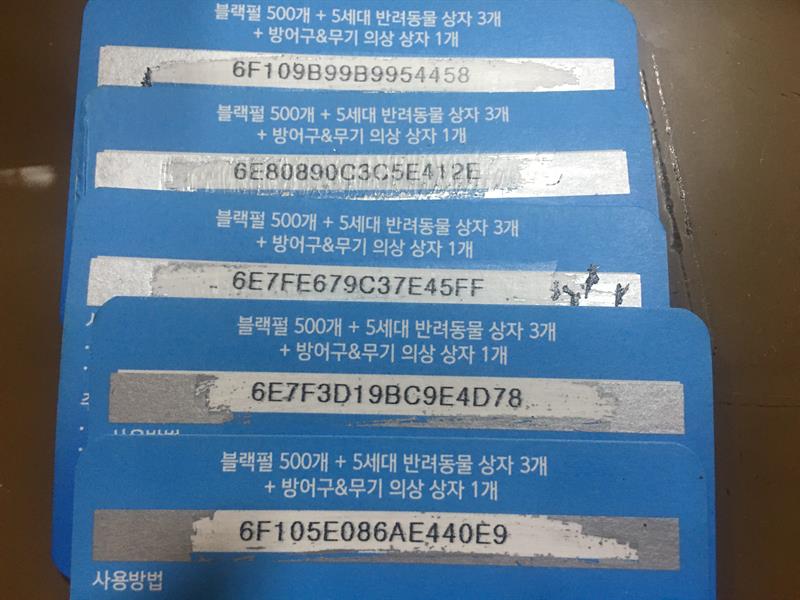 블랙펄 500개 + 5세대 반려동물 상자 3개
+ 방어구&무기 의상 상자 1개
6F109B99B9954458
블랙펄 500개 + 5세대 반려동물 상자 3개
+ 방어구&무기 의상 상자 1개
6E80890C3C5E412E
블랙펄 500개 + 5세대 반려동물 상자 3개
+ 방어구&무기 의상 상자 1개
6E7FE679C37E45FF
블랙펄 500개 + 5세대 반려동물 상자 3개
+ 방어구&무기 의상 상자 1개
6E7F3D19BC9E4D78
사용방법
블랙펄 500개 + 5세대 반려동물 상자 3개
+ 방어구&무기 의상 상자 1개
6F105E086AE440E9
사용방법